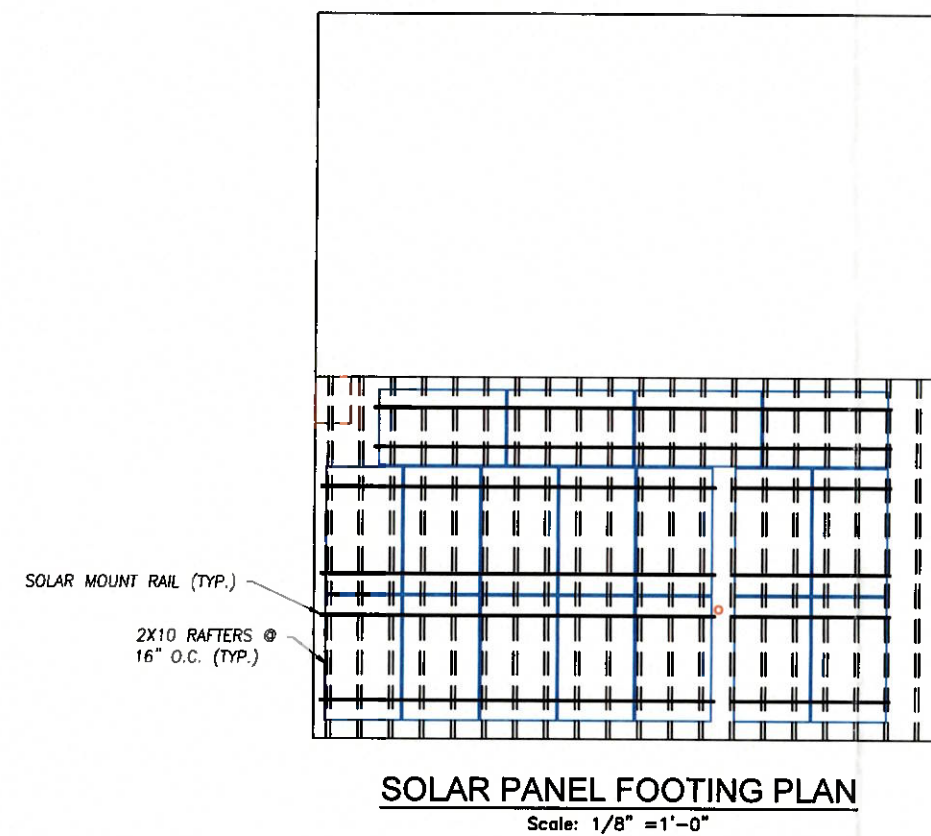 SOLAR MOUNT RAIL (TYP.)
2X10 RAFTERS @
16" O.C. (TYP.)
SOLAR PANEL FOOTING PLAN
Scale: 1/8" =1'-0"